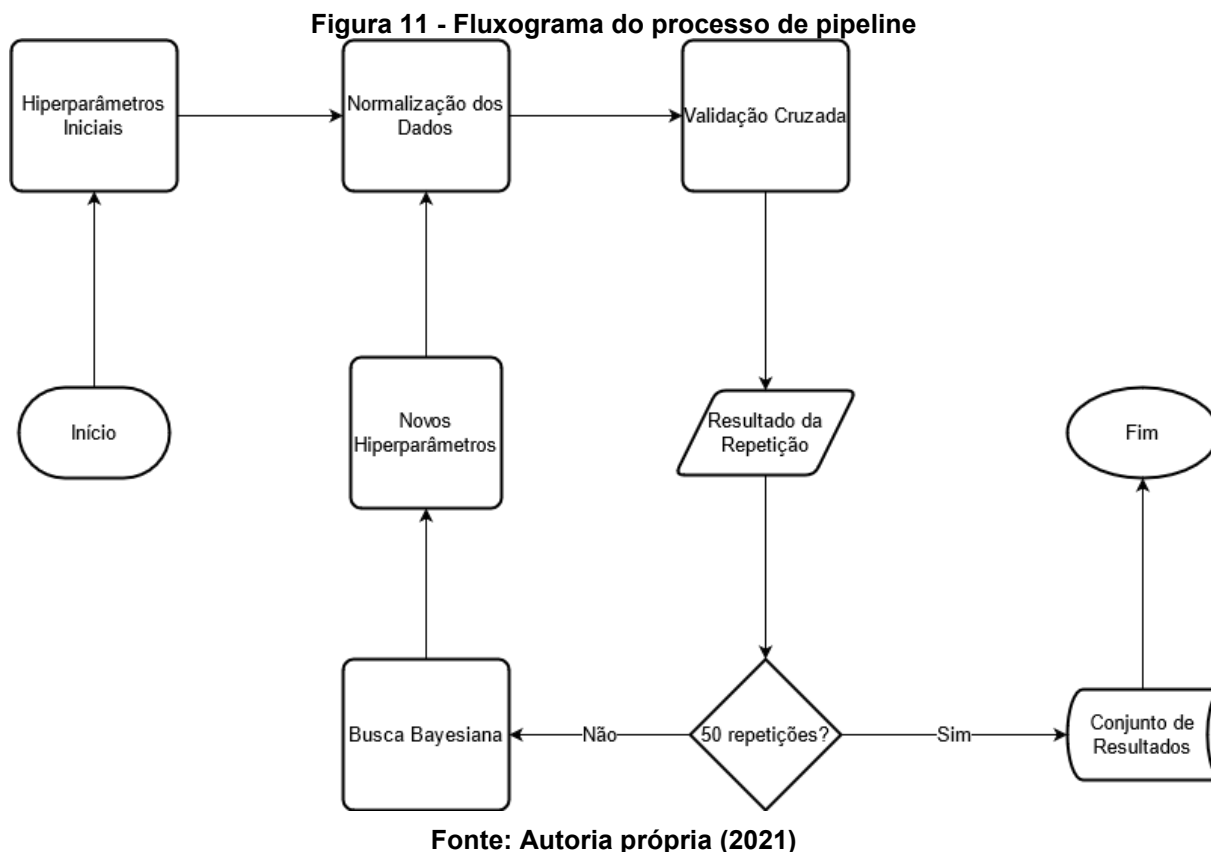 Figura 11 - Fluxograma do processo de pipeline
Hiperparâmetros
Iniciais
Normalização dos
Dados
Validação Cruzada
Início
Novos
Hiperparâmetros
Resultado da
Repetição
Fim
Busca Bayesiana
Não
50 repetições?
Sim
Conjunto de
Resultados
Fonte: Autoria própria (2021)